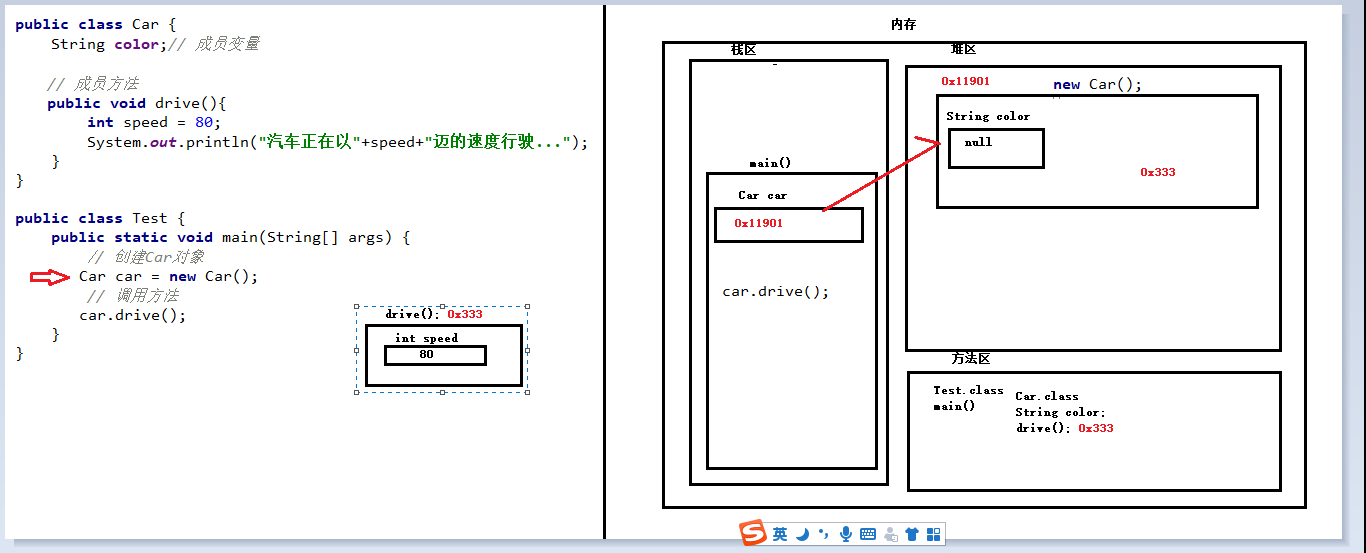 public class Car {
String color;// 成员变量
// 成员方法
public void drive(){
int speed = 80;
System.out.println("汽车正在以"+speed+"迈的速度行驶...");
}
}
public class Test {
public static void main(String[] args) {
// 创建Car对象
Car car = new Car();
// 调用方法
car.drive();
}
}
drive(); 0x333
int speed
80
内存
栈区
main()
Car car
0x11901
car.drive();
堆区
0x11901
new Car();
String color
null
0x333
方法区
Test.class
main()
Car.class
String color;
drive(); 0x333
英